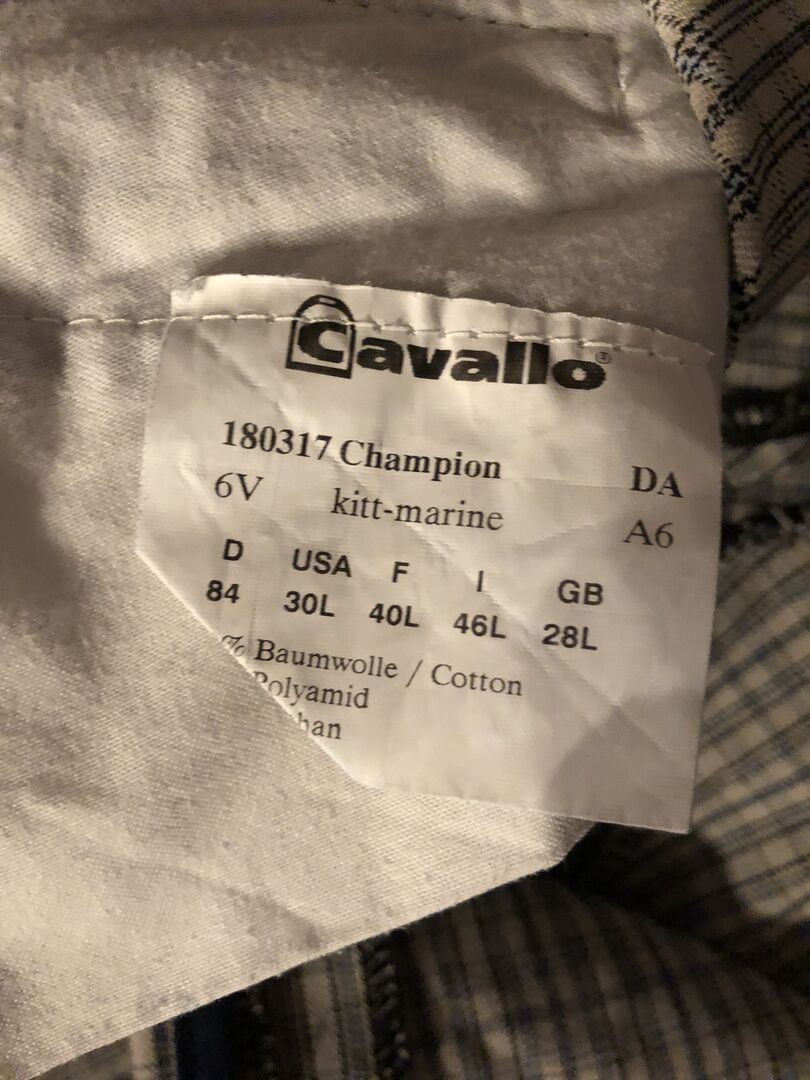 Cavallo®
180317 Champion DA
6V kitt-marine A6
D USA F I GB
84 30L 40L 46L 28L
% Baumwolle / Cotton
Polyamid